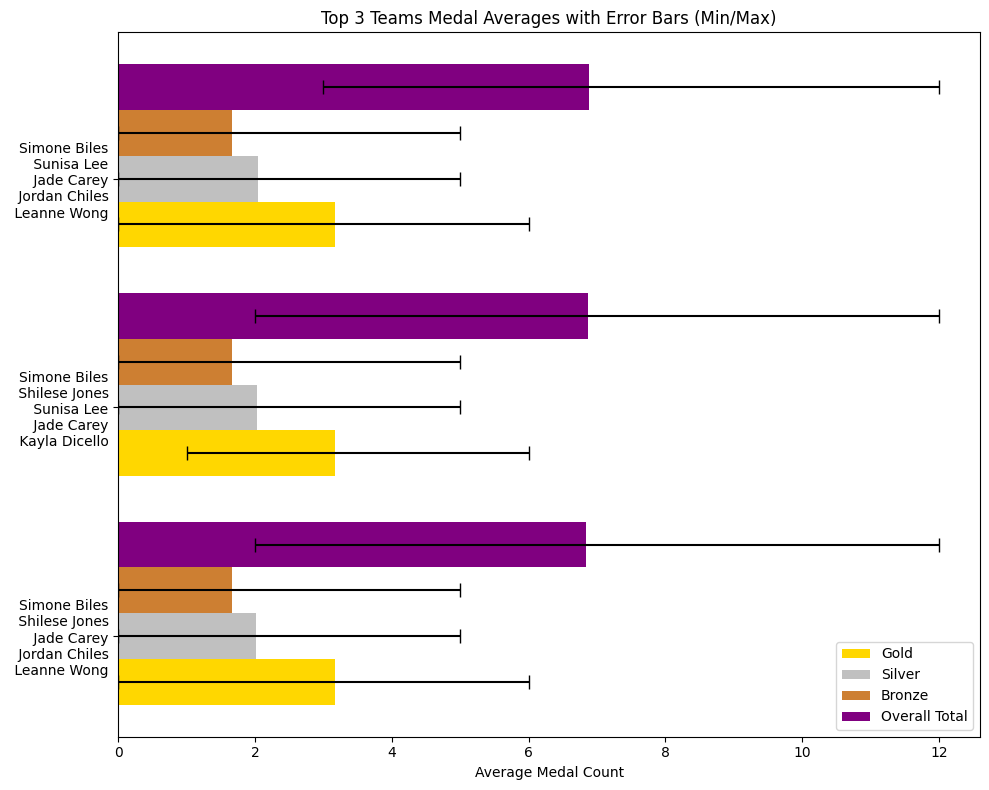 Top 3 Teams Medal Averages with Error Bars (Min/Max)
Simone Biles
Sunisa Lee
Jade Carey
Jordan Chiles
Leanne Wong
Simone Biles
Shilese Jones
Sunisa Lee
Jade Carey
Kayla Dicello
Simone Biles
Shilese Jones
Jade Carey
Jordan Chiles
Leanne Wong
Gold
Silver
Bronze
Overall Total
0 2 4 6 8 10 12
Average Medal Count